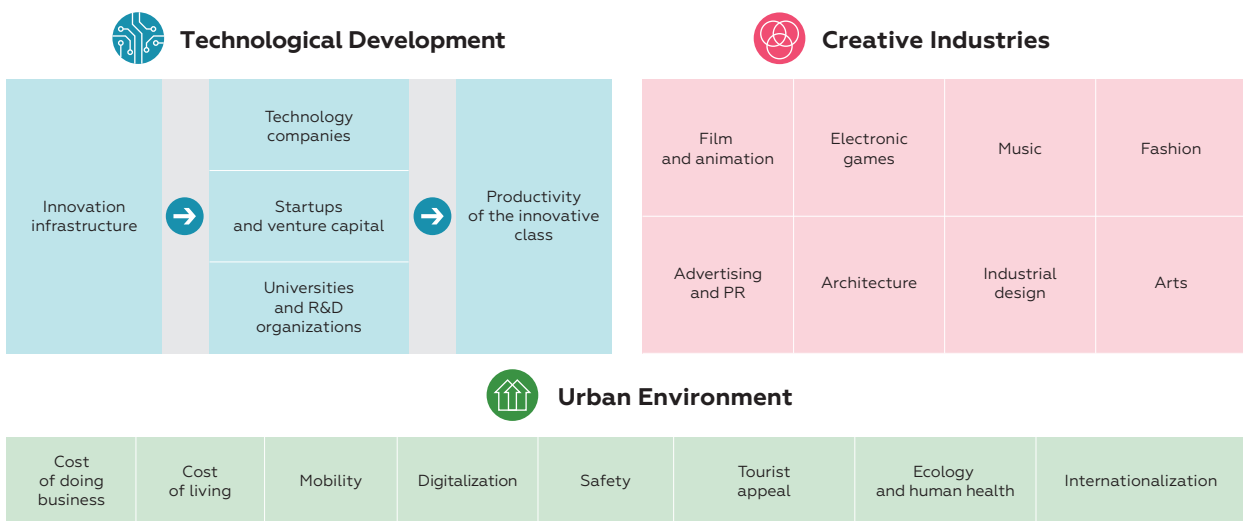 Technological Development
Innovation
infrastructure
Technology
companies
Startups
and venture capital
Universities
and R&D
organizations
Productivity
of the innovative
class
Creative Industries
Film
and animation
Electronic
games
Music
Fashion
Advertising
and PR
Architecture
Industrial
design
Arts
Urban Environment
Cost
of doing
business
Cost
of living
Mobility
Digitalization
Safety
Tourist
appeal
Ecology
and human health
Internationalization